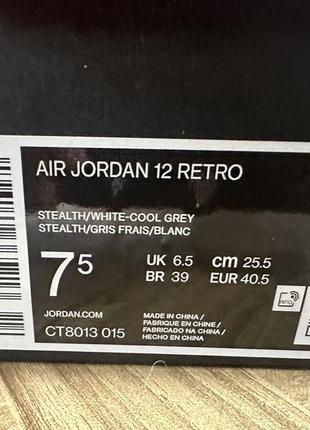 AIR JORDAN 12 RETRO
STEALTH/WHITE-COOL GREY
STEALTH/GRIS FRAIS/BLANC
7 5 UK 6.5 cm 25.5
BR 39 EUR 40.5
RFID
JORDAN.COM
CT8013 015
MADE IN CHINA /
FABRIQUE EN CHINE /
FABRICADO NA CHINA /
HECHO EN CHINA